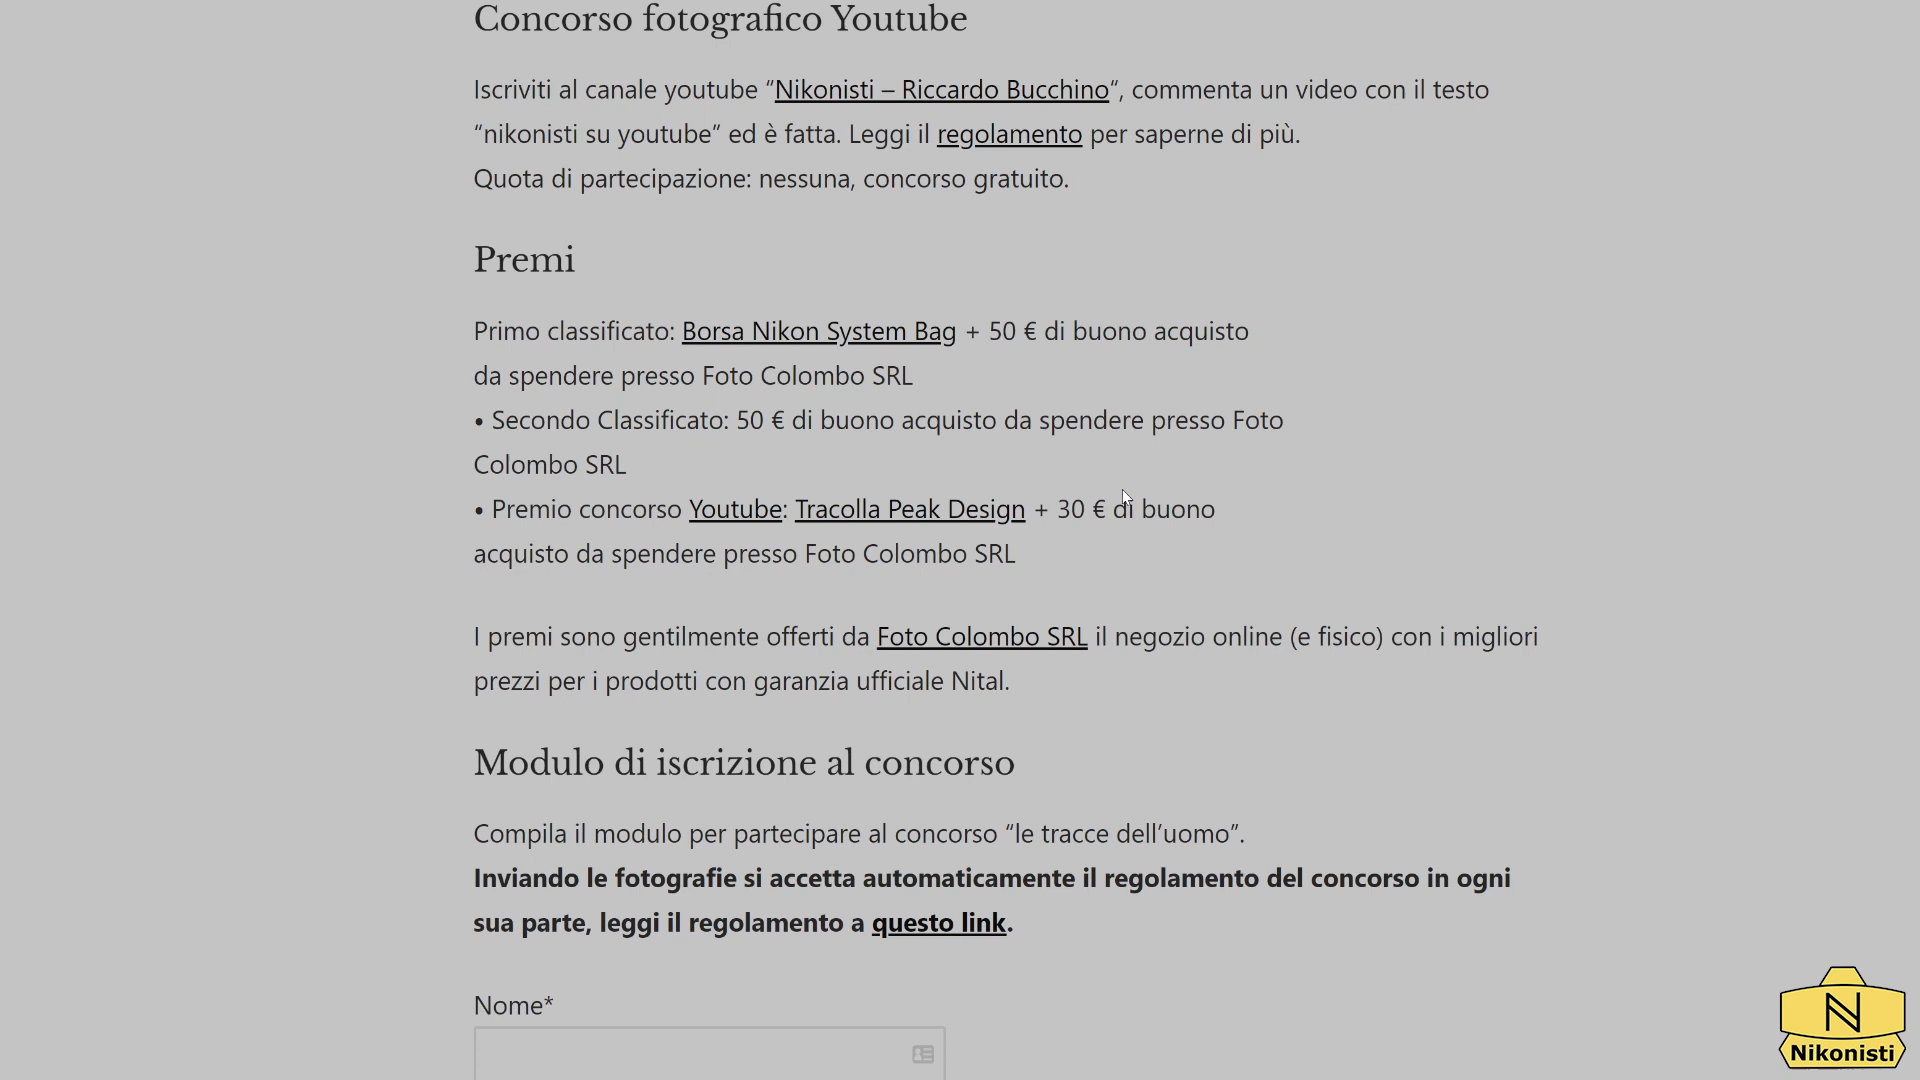 Concorso fotografico Youtube
Iscriviti al canale youtube “Nikonisti – Riccardo Bucchino“, commenta un video con il testo
“nikonisti su youtube” ed è fatta. Leggi il regolamento per saperne di più.
Quota di partecipazione: nessuna, concorso gratuito.
Premi
Primo classificato: Borsa Nikon System Bag + 50 € di buono acquisto
da spendere presso Foto Colombo SRL
• Secondo Classificato: 50 € di buono acquisto da spendere presso Foto
Colombo SRL
• Premio concorso Youtube: Tracolla Peak Design + 30 € di buono
acquisto da spendere presso Foto Colombo SRL
I premi sono gentilmente offerti da Foto Colombo SRL il negozio online (e fisico) con i migliori
prezzi per i prodotti con garanzia ufficiale Nital.
Modulo di iscrizione al concorso
Compila il modulo per partecipare al concorso “le tracce dell’uomo”.
Inviando le fotografie si accetta automaticamente il regolamento del concorso in ogni
sua parte, leggi il regolamento a questo link.
Nome*
N
Nikonisti